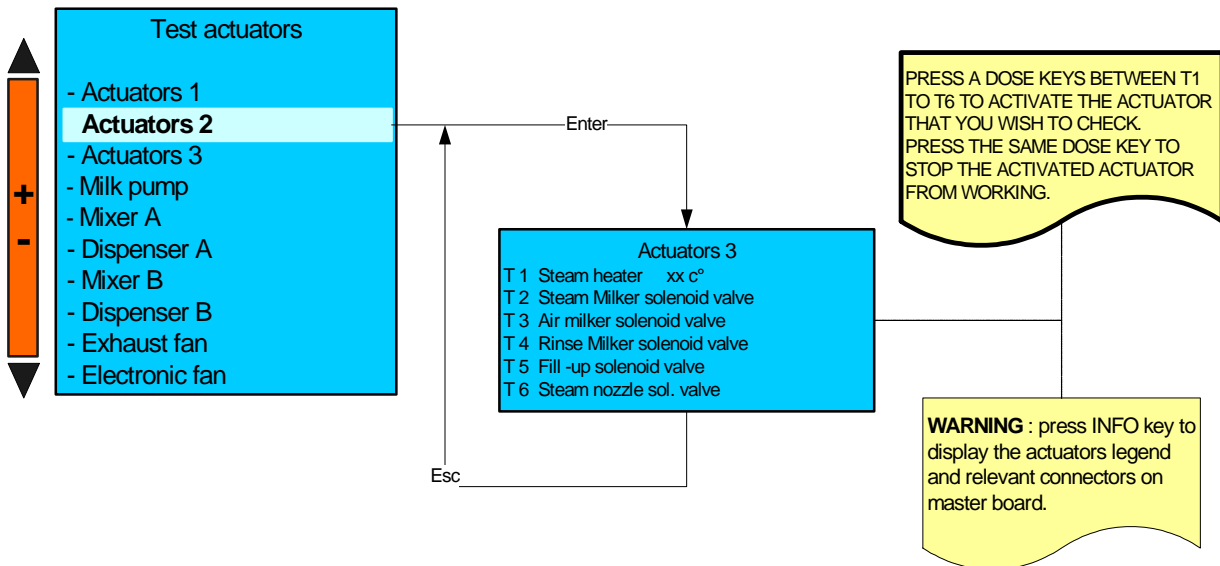 Test actuators
- Actuators 1
Actuators 2
- Actuators 3
- Milk pump
- Mixer A
- Dispenser A
- Mixer B
- Dispenser B
- Exhaust fan
- Electronic fan
+
-
Enter
Esc
Actuators 3
T 1 Steam heater xx c°
T 2 Steam Milker solenoid valve
T 3 Air milker solenoid valve
T 4 Rinse Milker solenoid valve
T 5 Fill -up solenoid valve
T 6 Steam nozzle sol. valve
PRESS A DOSE KEYS BETWEEN T1
TO T6 TO ACTIVATE THE ACTUATOR
THAT YOU WISH TO CHECK.
PRESS THE SAME DOSE KEY TO
STOP THE ACTIVATED ACTUATOR
FROM WORKING.
WARNING : press INFO key to
display the actuators legend
and relevant connectors on
master board.